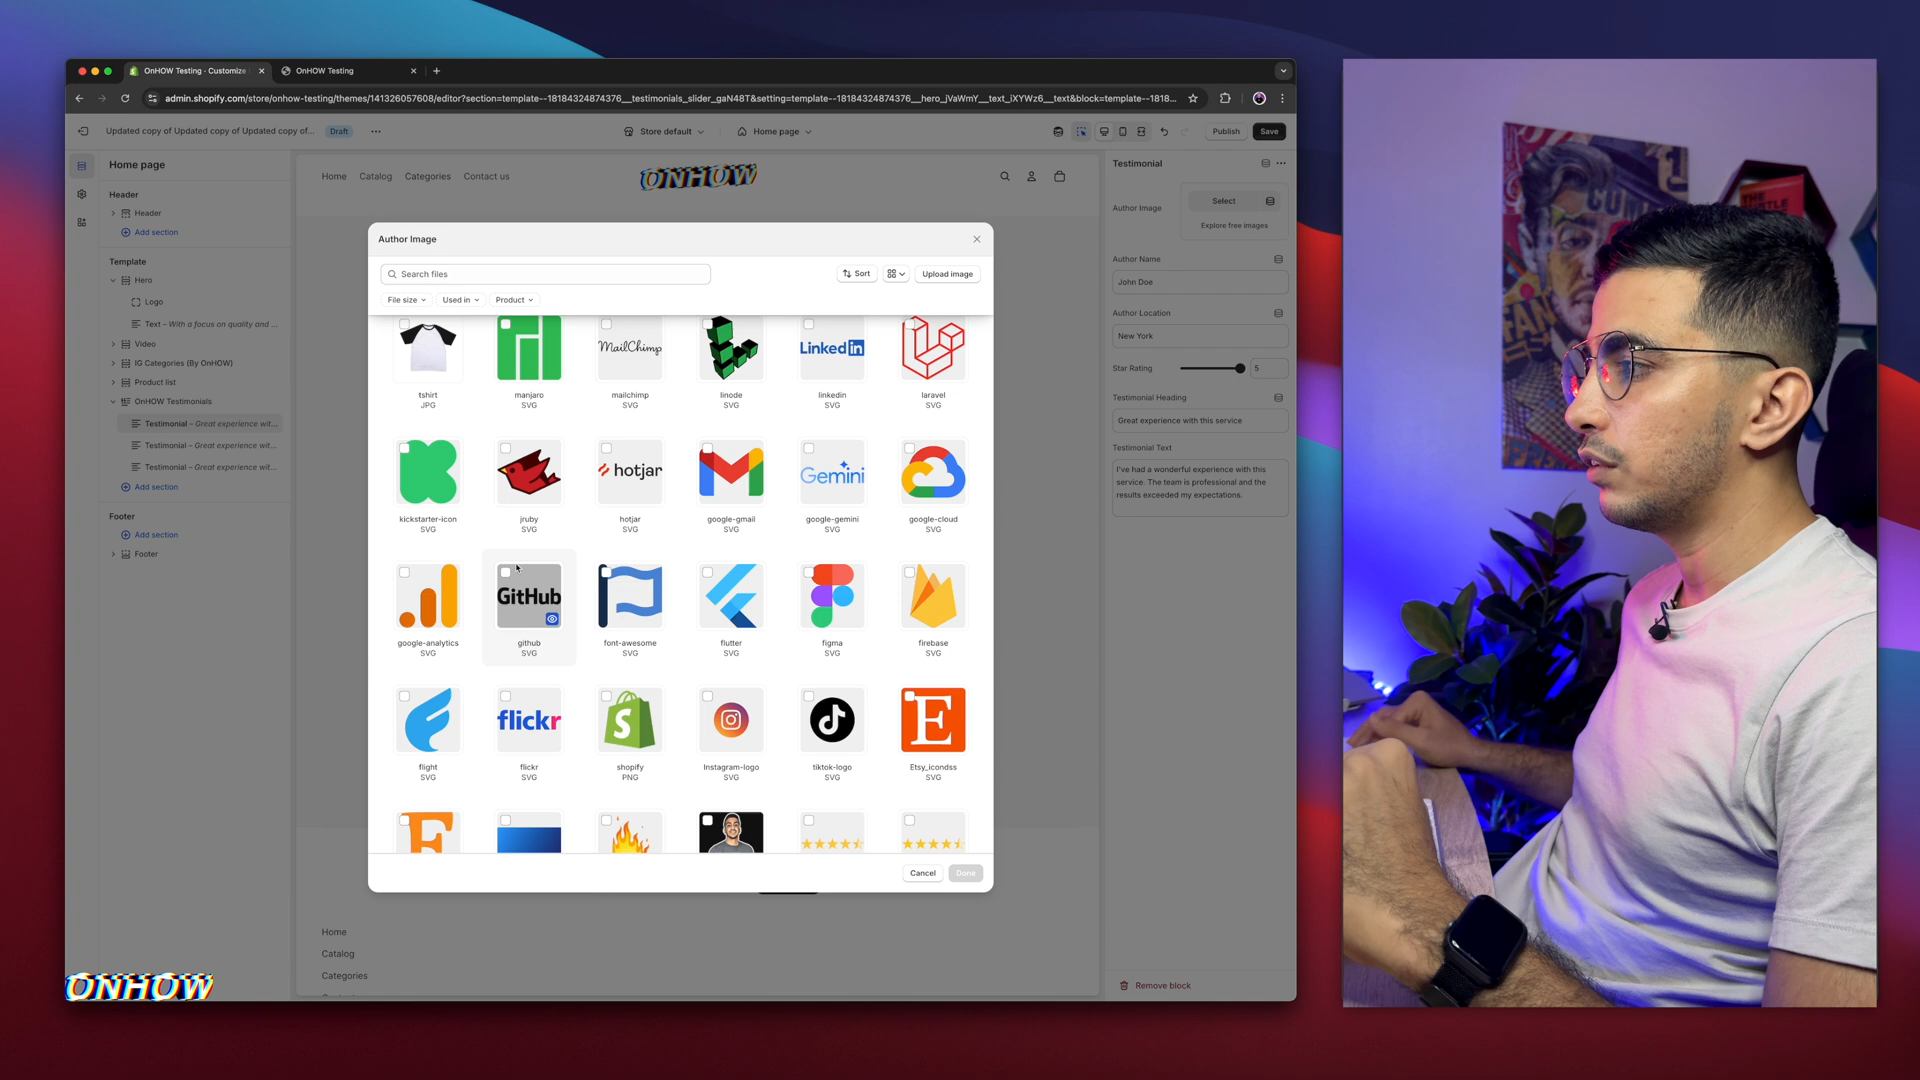 OnHOW Testing - Customize
OnHOW Testing
admin.shopify.com/store/onhow-testing/themes/141326057608/editor?section=template--18184324874376__testimonials_slider_gaN48T&setting=template--18184324874376__hero_jVaWmY__text_iXYWz6__text&block=template--1818...
Updated copy of Updated copy of Updated copy of...
Draft
Store default
Home page
Publish
Save
Home page
Header
Header
Add section
Template
Hero
Logo
Text – With a focus on quality and ...
Video
IG Categories (By OnHOW)
Product list
OnHOW Testimonials
Testimonial – Great experience wit...
Testimonial – Great experience wit...
Testimonial – Great experience wit...
Add section
Footer
Add section
Footer
Home Catalog Categories Contact us
ONHOW
Author Image
Search files
Sort
Upload image
File size
Used in
Product
MailChimp
Linked in
tshirt
JPG
manjaro
SVG
mailchimp
SVG
linode
SVG
linkedin
SVG
laravel
SVG
hotjar
Gemini
kickstarter-icon
SVG
jruby
SVG
hotjar
SVG
google-gmail
SVG
google-gemini
SVG
google-cloud
SVG
GitHub
google-analytics
SVG
github
SVG
font-awesome
SVG
flutter
SVG
figma
SVG
firebase
SVG
flickr
E
flight
SVG
flickr
SVG
shopify
PNG
Instagram-logo
SVG
tiktok-logo
SVG
Etsy_icondss
SVG
Cancel
Done
Home
Catalog
Categories
Testimonial
Author Image
Select
Explore free images
Author Name
John Doe
Author Location
New York
Star Rating
5
Testimonial Heading
Great experience with this service
Testimonial Text
I've had a wonderful experience with this
service. The team is professional and the
results exceeded my expectations.
Remove block
ONHOW